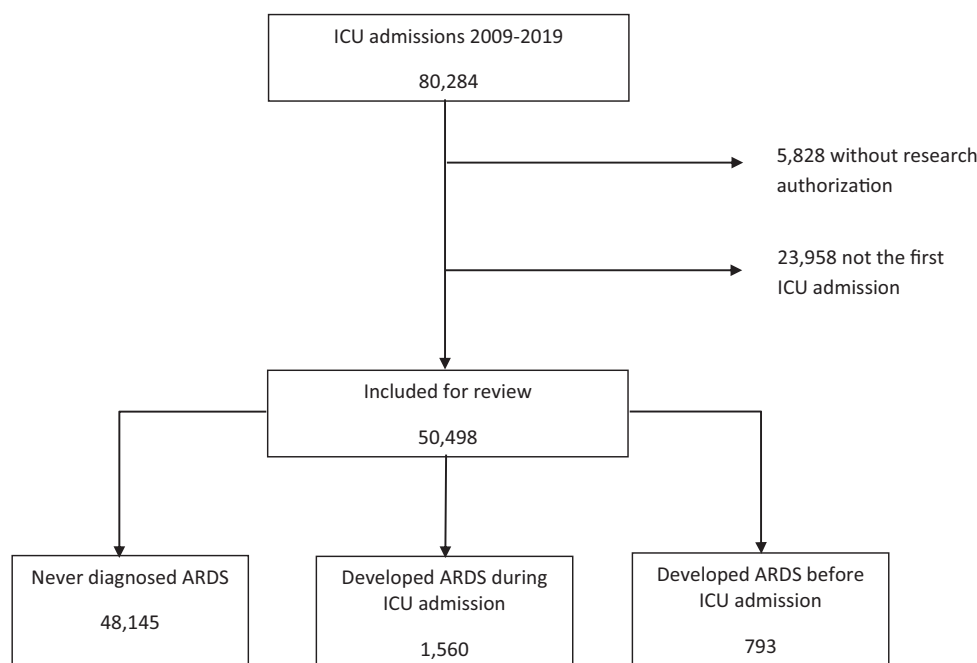 ICU admissions 2009-2019
80,284
5,828 without research
authorization
23,958 not the first
ICU admission
Included for review
50,498
Never diagnosed ARDS
48,145
Developed ARDS during
ICU admission
1,560
Developed ARDS before
ICU admission
793